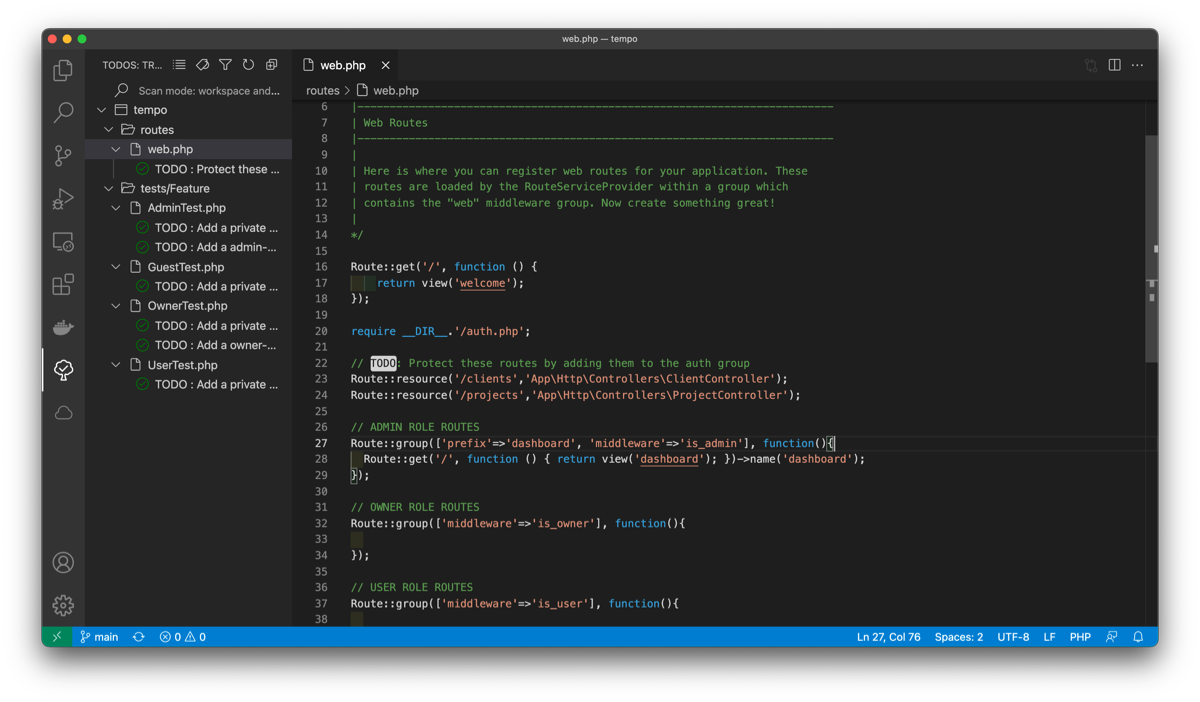 web.php — tempo
TODOS: TR...
web.php
Scan mode: workspace and...
routes > web.php
tempo
routes
web.php
TODO : Protect these ...
tests/Feature
AdminTest.php
TODO : Add a private ...
TODO : Add a admin-...
GuestTest.php
TODO : Add a private ...
OwnerTest.php
TODO : Add a private ...
TODO : Add a owner-...
UserTest.php
TODO : Add a private ...
6 |--------------------------------------------------------------------------
7 | Web Routes
8 |--------------------------------------------------------------------------
9 |
10 | Here is where you can register web routes for your application. These
11 | routes are loaded by the RouteServiceProvider within a group which
12 | contains the "web" middleware group. Now create something great!
13 |
14 */
15
16 Route::get('/', function () {
17     return view('welcome');
18 });
19
20 require __DIR__.'/auth.php';
21
22 // TODO: Protect these routes by adding them to the auth group
23 Route::resource('/clients','App\Http\Controllers\ClientController');
24 Route::resource('/projects','App\Http\Controllers\ProjectController');
25
26 // ADMIN ROLE ROUTES
27 Route::group(['prefix'=>'dashboard', 'middleware'=>'is_admin'], function(){
28   Route::get('/', function () { return view('dashboard'); })->name('dashboard');
29 });
30
31 // OWNER ROLE ROUTES
32 Route::group(['middleware'=>'is_owner'], function(){
33
34 });
35
36 // USER ROLE ROUTES
37 Route::group(['middleware'=>'is_user'], function(){
38
main 0 0 Ln 27, Col 76 Spaces: 2 UTF-8 LF PHP